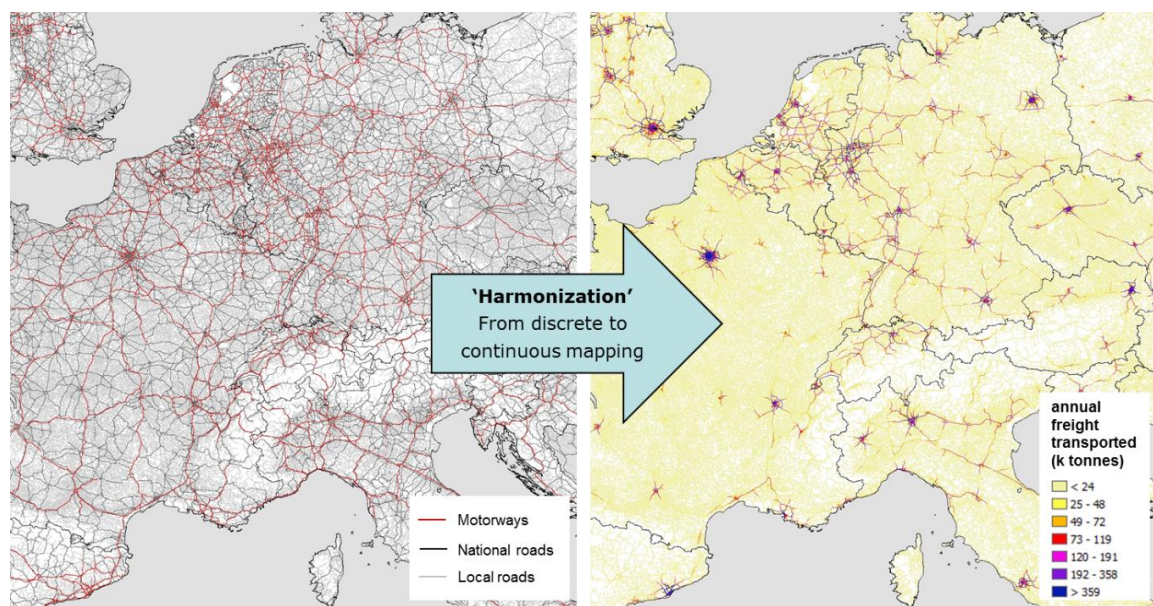 ‘Harmonization’
From discrete to
continuous mapping
Motorways
National roads
Local roads
annual
freight
transported
(k tonnes)
< 24
25 - 48
49 - 72
73 - 119
120 - 191
192 - 358
> 359